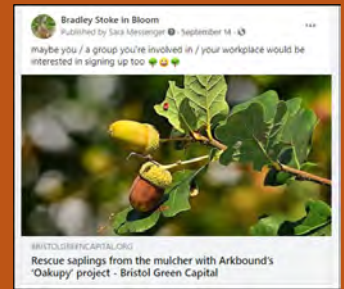 Bradley Stoke in Bloom
Published by Sara Messenger · September 14 ·
maybe you / a group you're involved in / your workplace would be
interested in signing up too
BRISTOLGREENCAPITAL.ORG
Rescue saplings from the mulcher with Arkbound's
'Oakupy' project - Bristol Green Capital